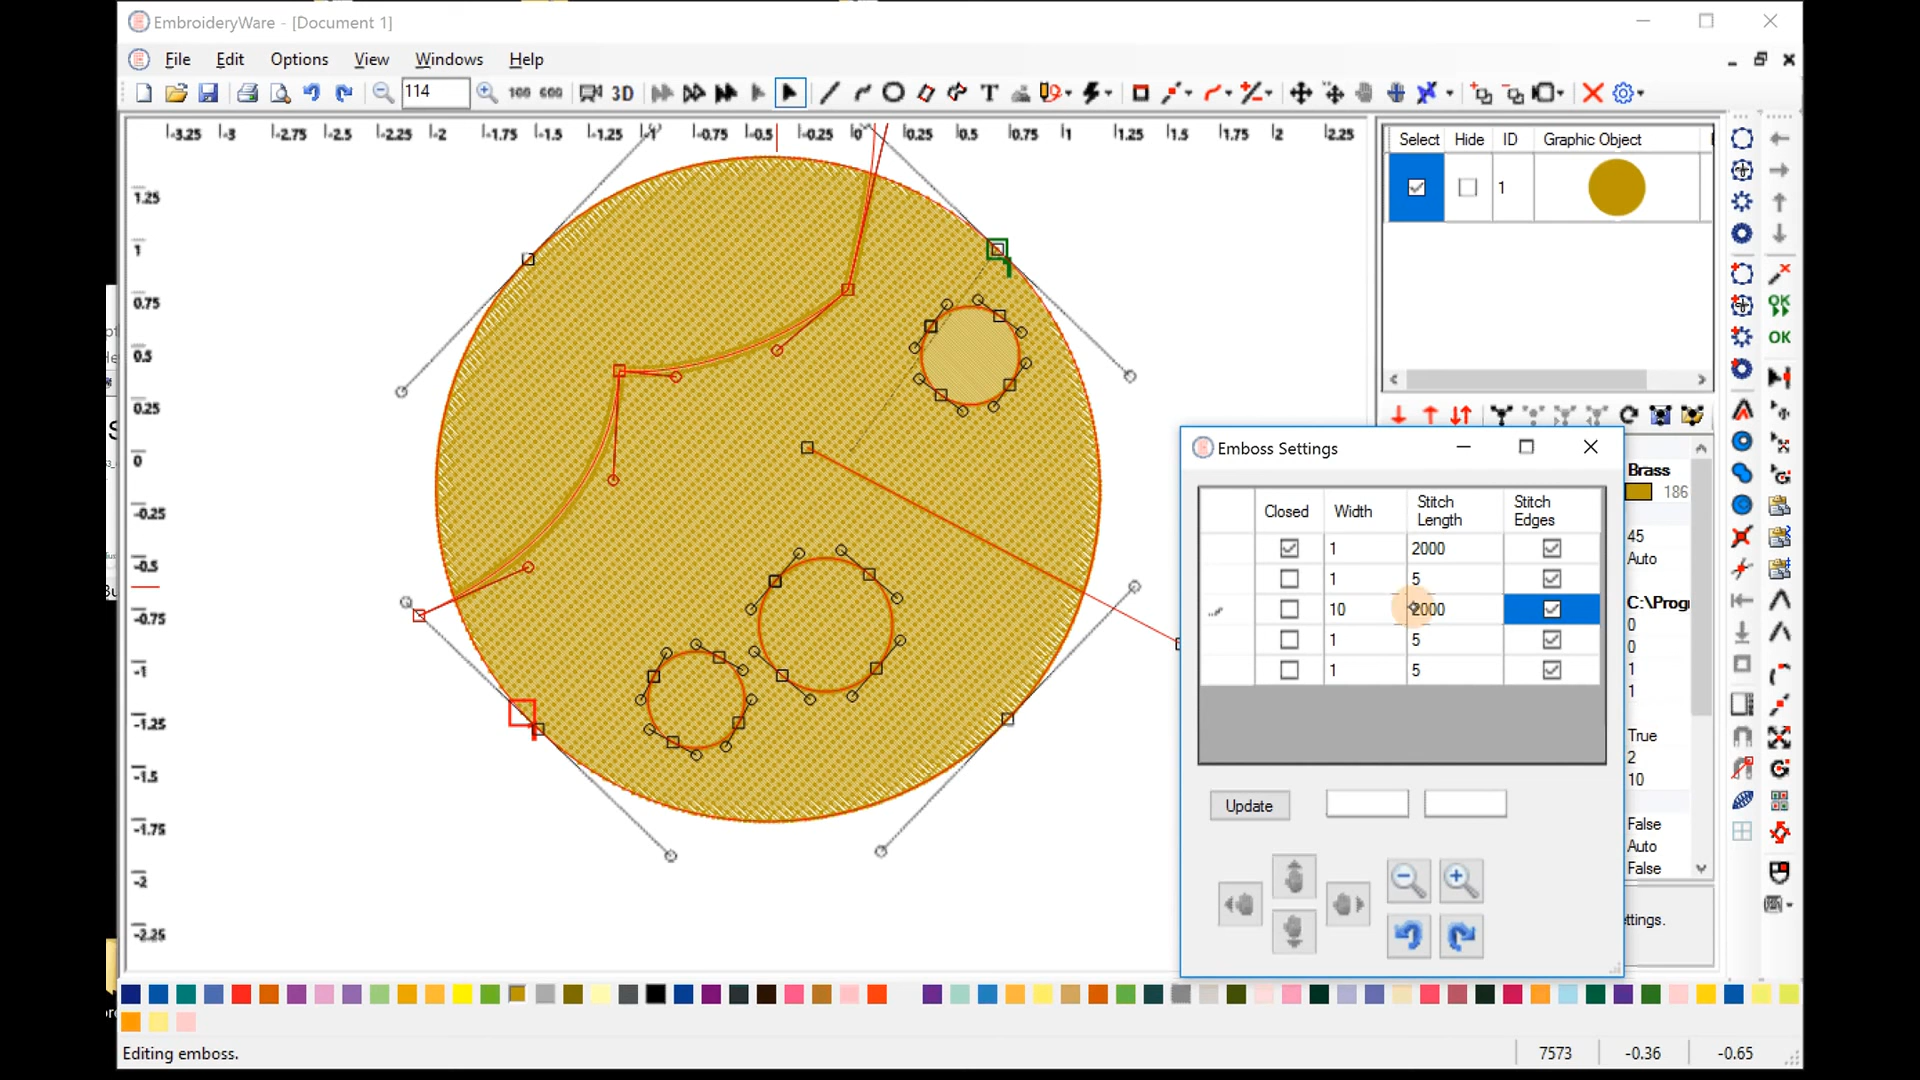 EmbroideryWare - [Document 1]
File Edit Options View Windows Help
114 100 600 3D T
-3.25 -3 -2.75 -2.5 -2.25 -2 -1.75 -1.5 -1.25 -1 -0.75 -0.5 -0.25 0 0.25 0.5 0.75 1 1.25 1.5 1.75 2 2.25
1.25
1
0.75
0.5
0.25
0
-0.25
-0.5
-0.75
-1
-1.25
-1.5
-1.75
-2
-2.25
Select Hide ID Graphic Object
1
OK
OK
Emboss Settings
Closed Width Stitch Length Stitch Edges
1 2000
1 5
10 2000
1 5
1 5
Update
Brass
186
45
Auto
C:\Progr
0
0
1
1
True
2
10
False
Auto
False
ttings.
Editing emboss.
7573 -0.36 -0.65